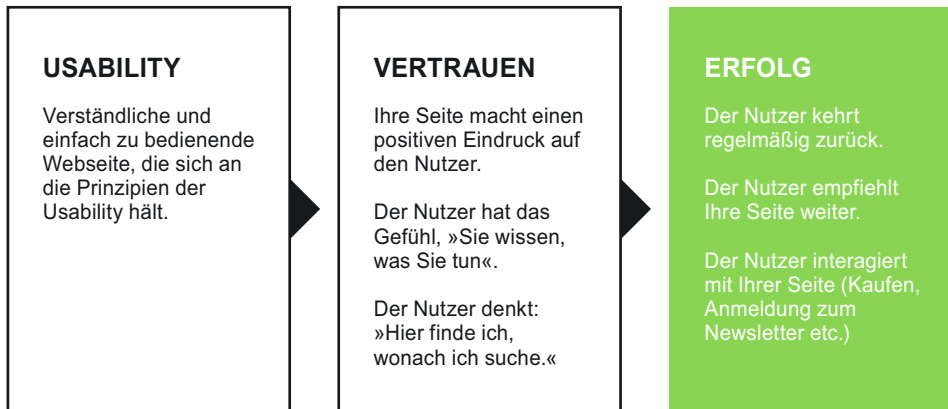 USABILITY
Verständliche und
einfach zu bedienende
Webseite, die sich an
die Prinzipien der
Usability hält.
VERTRAUEN
Ihre Seite macht einen
positiven Eindruck auf
den Nutzer.
Der Nutzer hat das
Gefühl, »Sie wissen,
was Sie tun«.
Der Nutzer denkt:
»Hier finde ich,
wonach ich suche.«
ERFOLG
Der Nutzer kehrt
regelmäßig zurück.
Der Nutzer empfiehlt
Ihre Seite weiter.
Der Nutzer interagiert
mit Ihrer Seite (Kaufen,
Anmeldung zum
Newsletter etc.)